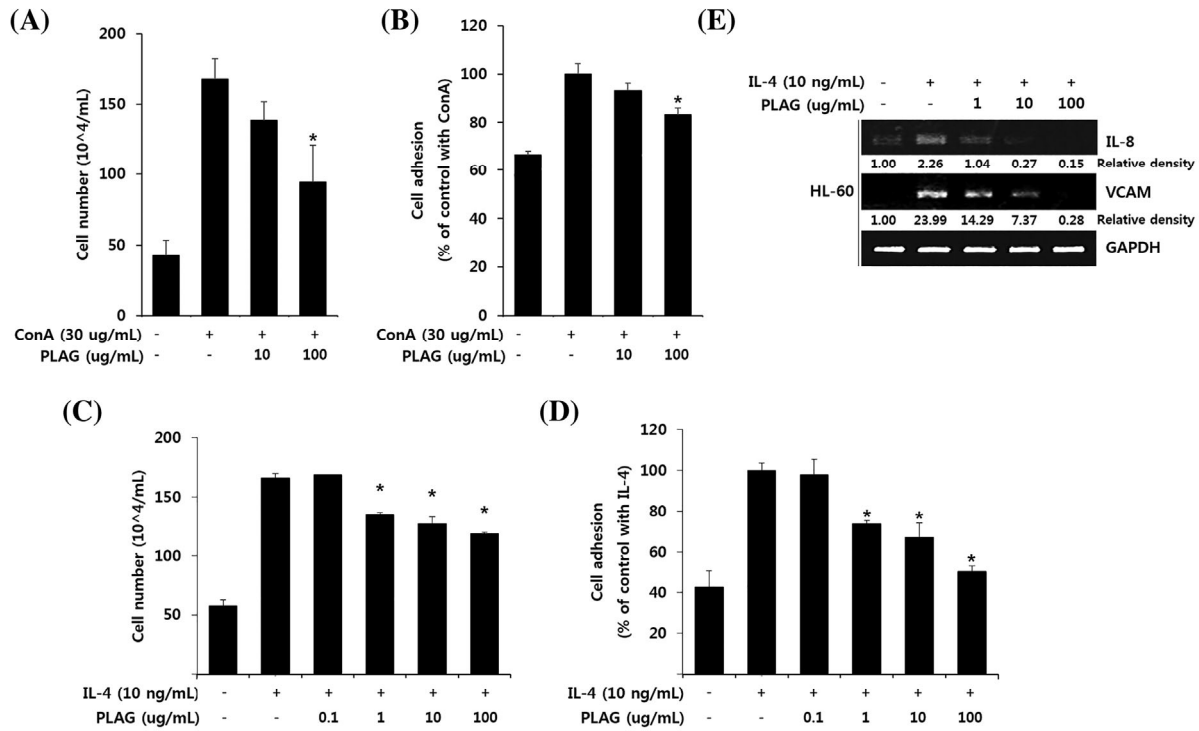 (A)
200
150
100
50
0
Cell number (10^4/mL)
*
ConA (30 ug/mL) - + + +
PLAG (ug/mL) - - 10 100
(B)
120
100
80
60
40
20
0
Cell adhesion
(% of control with ConA)
*
ConA (30 ug/mL) - + + +
PLAG (ug/mL) - - 10 100
(E)
IL-4 (10 ng/mL) - + + + +
PLAG (ug/mL) - - 1 10 100
IL-8
1.00 2.26 1.04 0.27 0.15 Relative density
HL-60 VCAM
1.00 23.99 14.29 7.37 0.28 Relative density
GAPDH
(C)
200
150
100
50
Cell number (10^4/mL)
* * *
IL-4 (10 ng/mL) - + + + + +
PLAG (ug/mL) - - 0.1 1 10 100
(D)
120
100
80
60
40
20
Cell adhesion
(% of control with IL-4)
* * *
IL-4 (10 ng/mL) - + + + + +
PLAG (ug/mL) - - 0.1 1 10 100